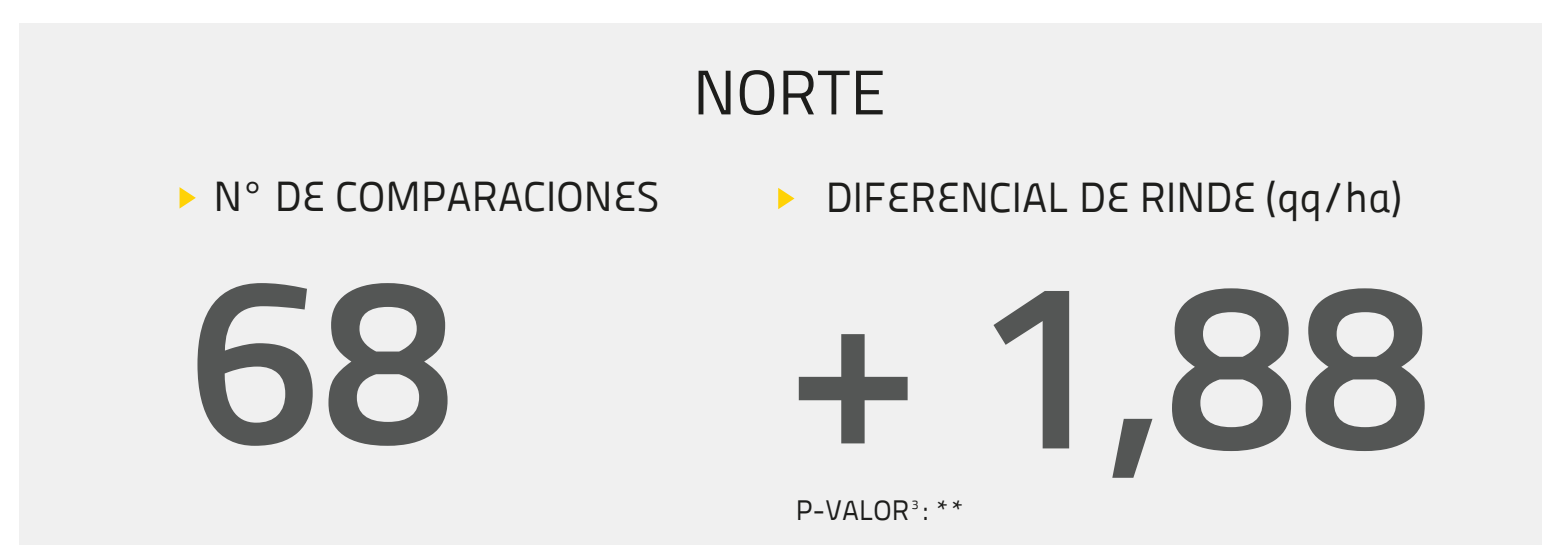 NORTE
N° DE COMPARACIONES
DIFERENCIAL DE RINDE (qq/ha)
68
+ 1,88
P-VALOR³: **